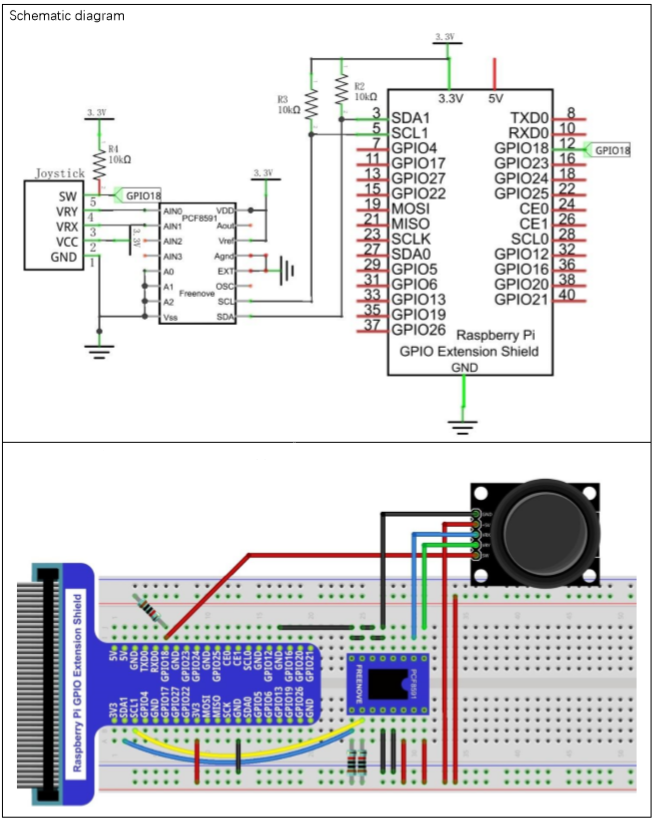 Schematic diagram
3.3V
3.3V 5V
R3
10kΩ
R2
10kΩ
3.3V
R4
10kΩ
Joystick
SW
VRY 5
VRX 4
VCC 3
GND 2
1
GPIO18
3.3V
3.3V
PCF8591
Freenove
AIN0 VDD
AIN1 Aout
AIN2 Vref
AIN3 Agnd
A0 EXT
A1 OSC
A2 SCL
Vss SDA
3 SDA1 TXD0 8
5 SCL1 RXD0 10
7 GPIO4 GPIO18 12 GPIO18
11 GPIO17 GPIO23 16
13 GPIO27 GPIO24 18
15 GPIO22 GPIO25 22
19 MOSI CE0 24
21 MISO CE1 26
23 SCLK SCL0 28
27 SDA0 GPIO12 32
29 GPIO5 GPIO16 36
31 GPIO6 GPIO20 38
33 GPIO13 GPIO21 40
35 GPIO19
37 GPIO26
Raspberry Pi
GPIO Extension Shield
GND
Raspberry Pi GPIO Extension Shield
5V 5V GND TXD0 RXD0 GPIO18 GND GPIO23 GPIO24 GND GPIO25 CE0 CE1 SCL0 GND GPIO12 GND GPIO16 GPIO20 GPIO21
3V3 SDA1 SCL1 GPIO4 GND GPIO17 GPIO27 GPIO22 3V3 MOSI MISO SCK GND SDA0 GPIO5 GPIO6 GPIO13 GPIO19 GPIO26 GND
FREENOVE
PCF8591